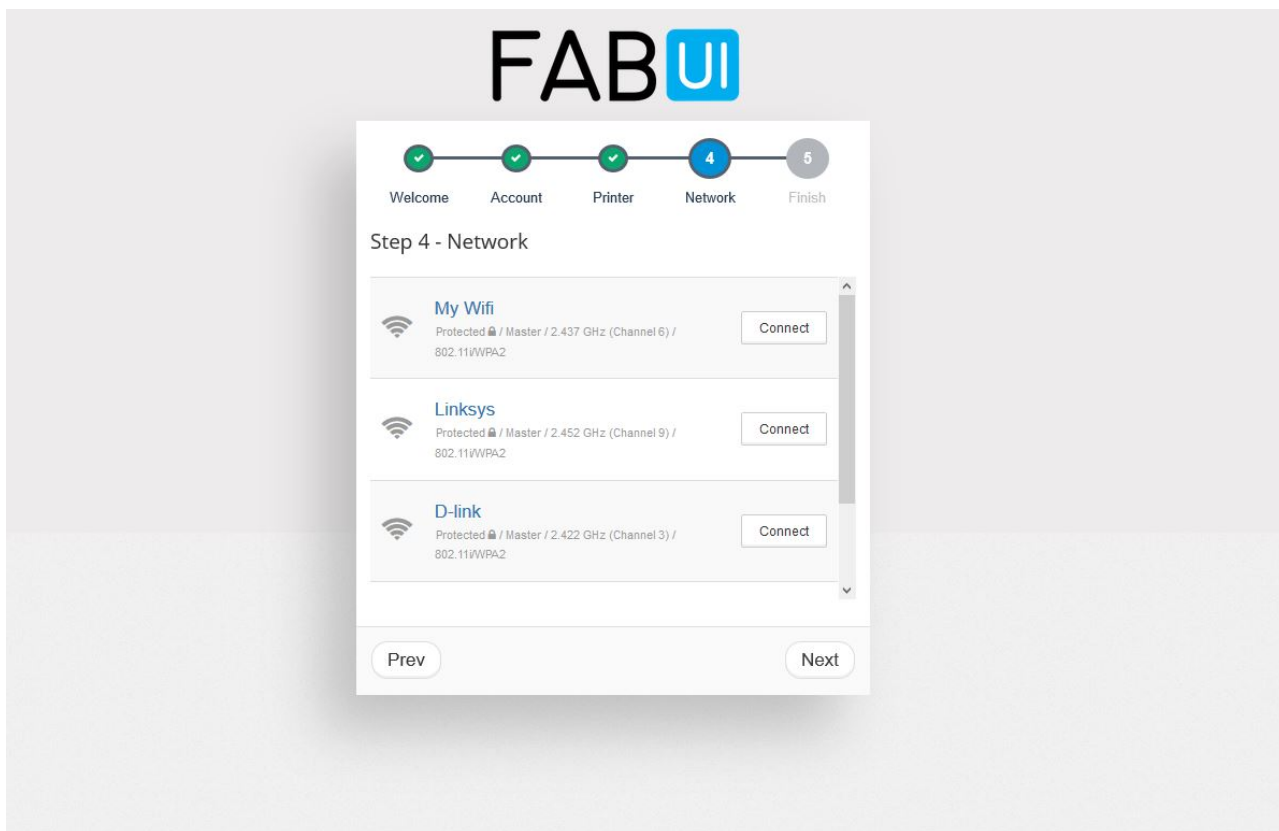 FABUI
4 5
Welcome Account Printer Network Finish
Step 4 - Network
My Wifi
Protected / Master / 2.437 GHz (Channel 6) /
802.11i/WPA2
Connect
Linksys
Protected / Master / 2.452 GHz (Channel 9) /
802.11i/WPA2
Connect
D-link
Protected / Master / 2.422 GHz (Channel 3) /
802.11i/WPA2
Connect
Prev Next